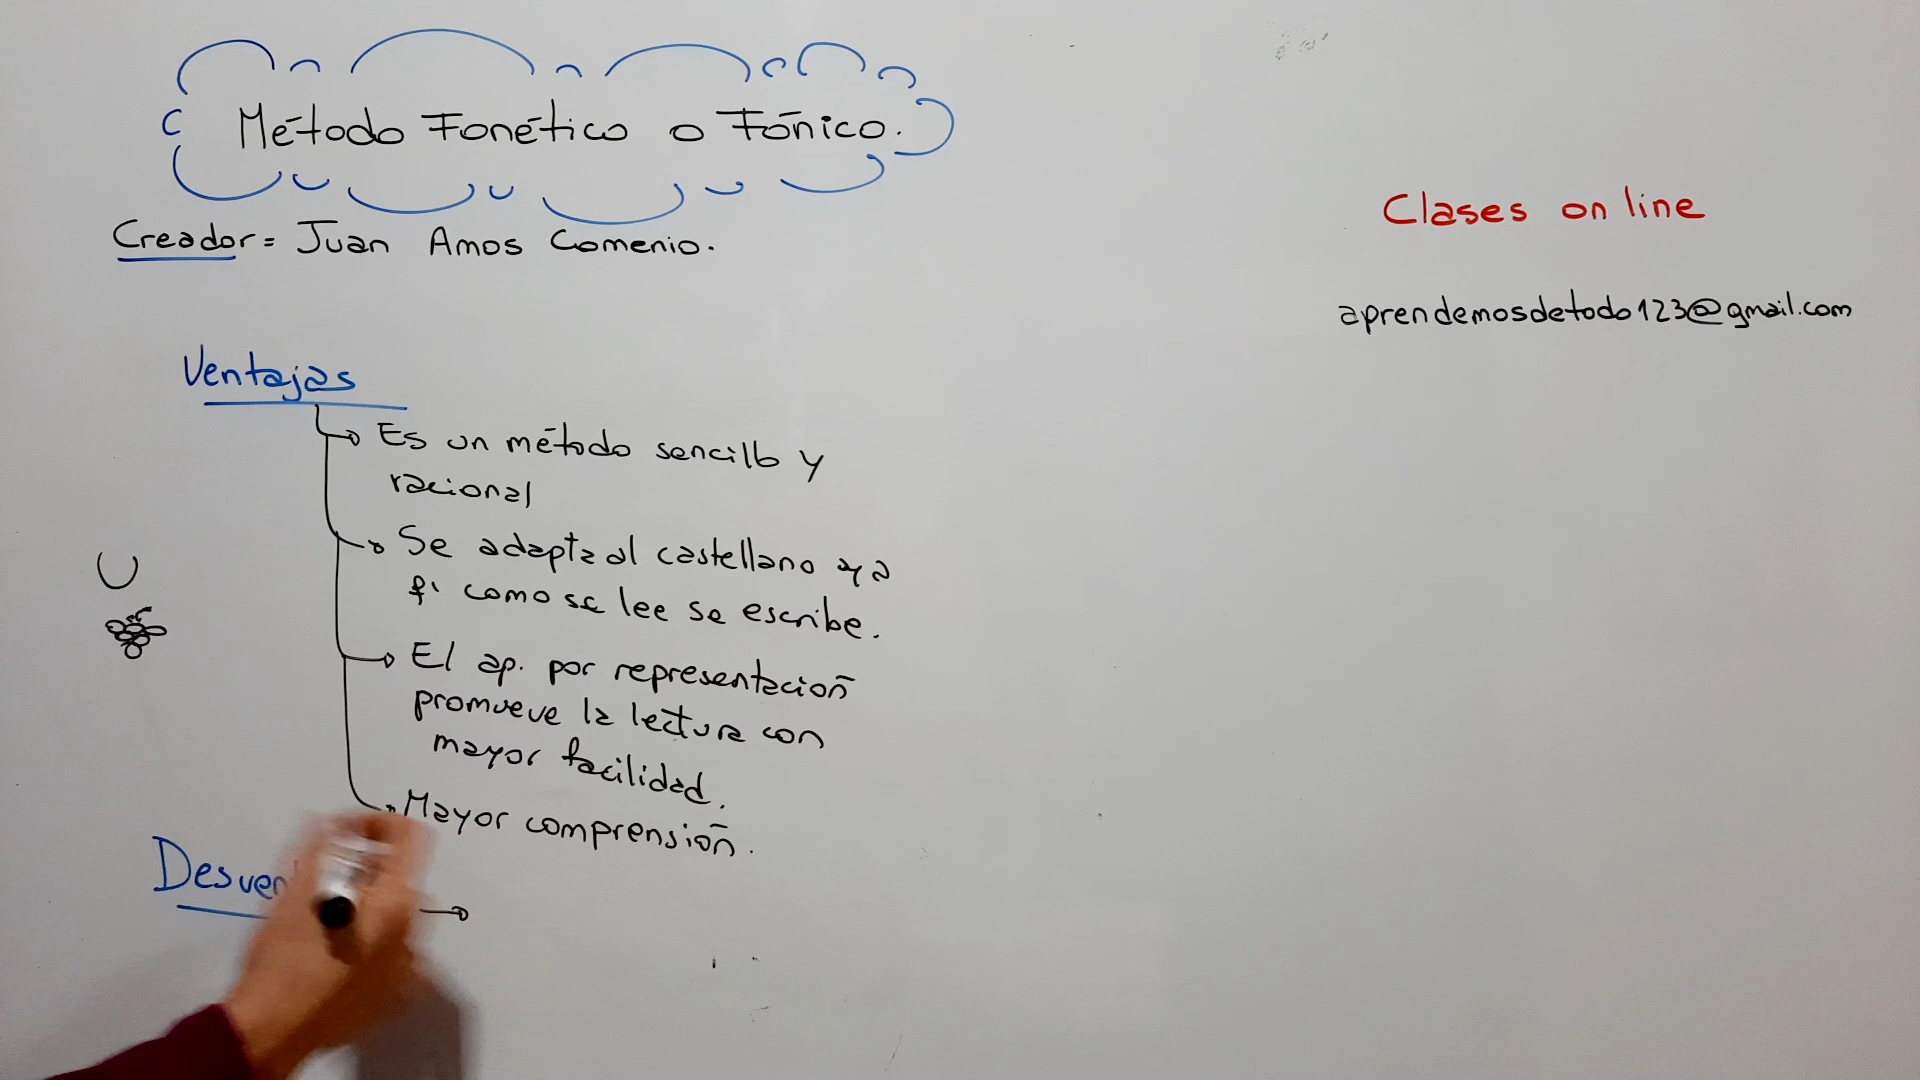 Método Fonético o Fónico.
Creador = Juan Amos Comenio.
Clases on line
aprendemosdetodo123@gmail.com
Ventajas
Es un método sencillo y
racional
Se adapta al castellano ya
q' como se lee se escribe.
El ap. por representación
promueve la lectura con
mayor facilidad.
Mayor comprensión.
U
Desven